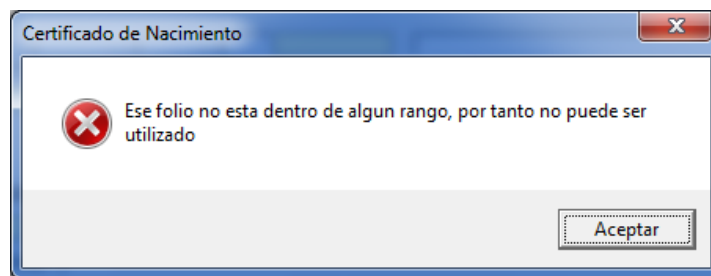 Certificado de Nacimiento
Ese folio no esta dentro de algun rango, por tanto no puede ser
utilizado
Aceptar